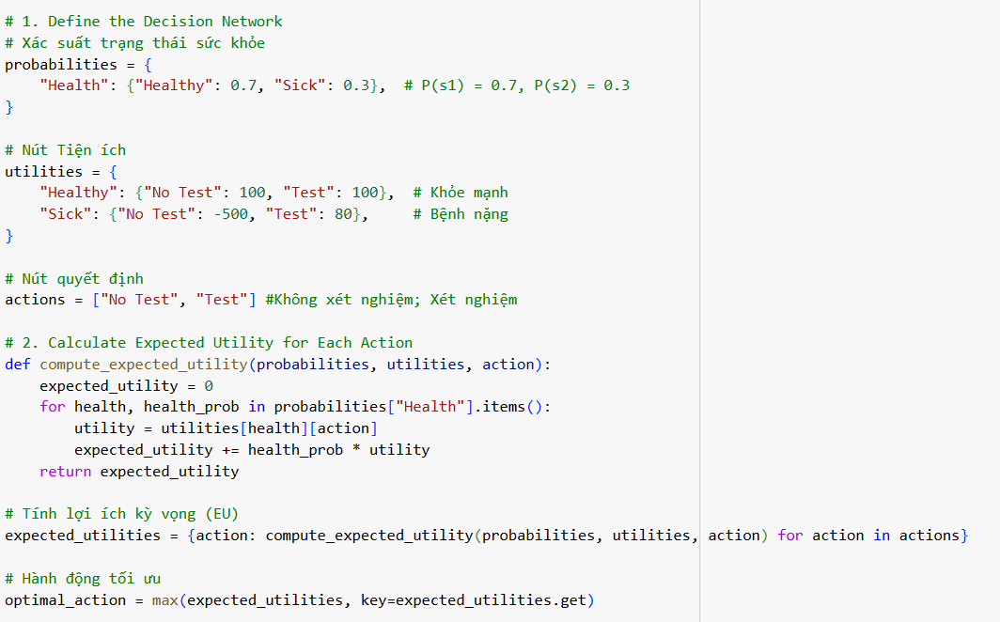 # 1. Define the Decision Network
# Xác suất trạng thái sức khỏe
probabilities = {
    "Health": {"Healthy": 0.7, "Sick": 0.3},  # P(s1) = 0.7, P(s2) = 0.3
}

# Nút Tiện ích
utilities = {
    "Healthy": {"No Test": 100, "Test": 100},  # Khỏe mạnh
    "Sick": {"No Test": -500, "Test": 80},     # Bệnh nặng
}

# Nút quyết định
actions = ["No Test", "Test"] #Không xét nghiệm; Xét nghiệm

# 2. Calculate Expected Utility for Each Action
def compute_expected_utility(probabilities, utilities, action):
    expected_utility = 0
    for health, health_prob in probabilities["Health"].items():
        utility = utilities[health][action]
        expected_utility += health_prob * utility
    return expected_utility

# Tính lợi ích kỳ vọng (EU)
expected_utilities = {action: compute_expected_utility(probabilities, utilities, action) for action in actions}

# Hành động tối ưu
optimal_action = max(expected_utilities, key=expected_utilities.get)